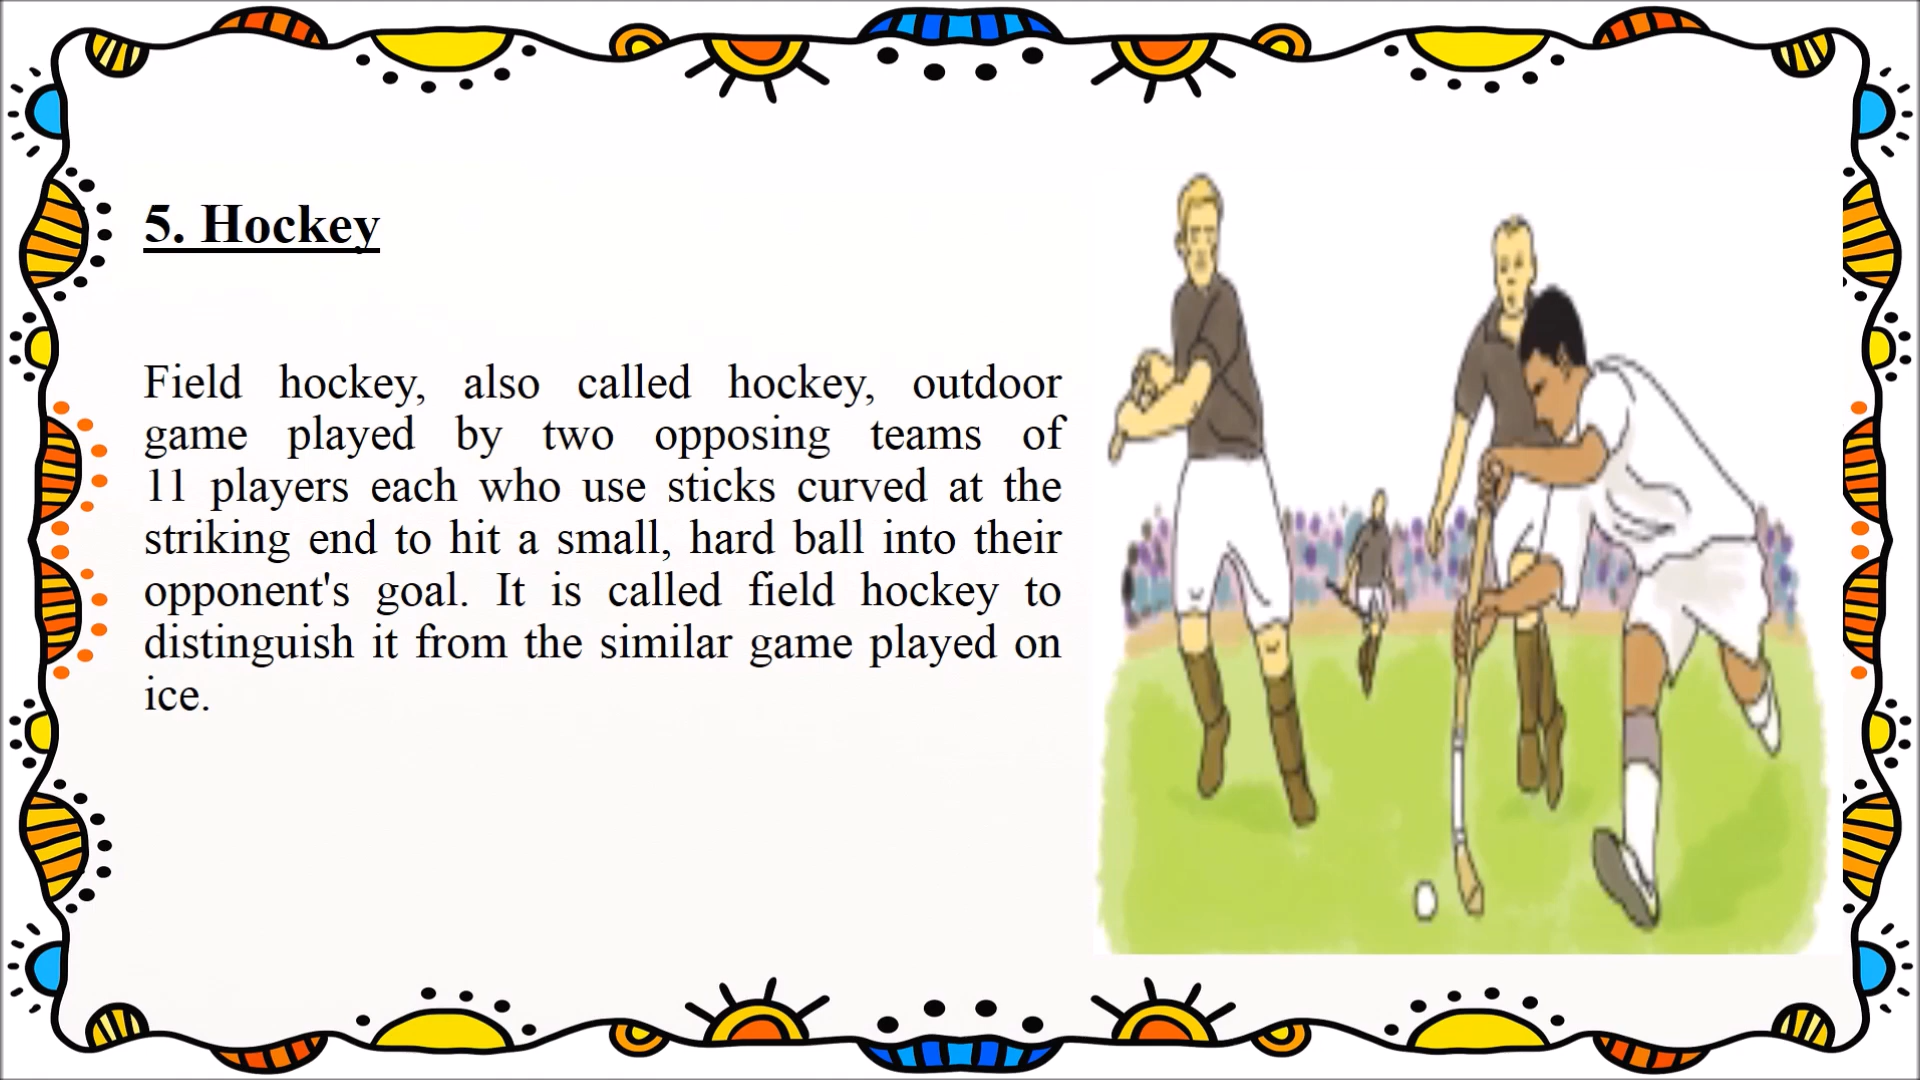 5. Hockey
Field hockey, also called hockey, outdoor
game played by two opposing teams of
11 players each who use sticks curved at the
striking end to hit a small, hard ball into their
opponent's goal. It is called field hockey to
distinguish it from the similar game played on
ice.